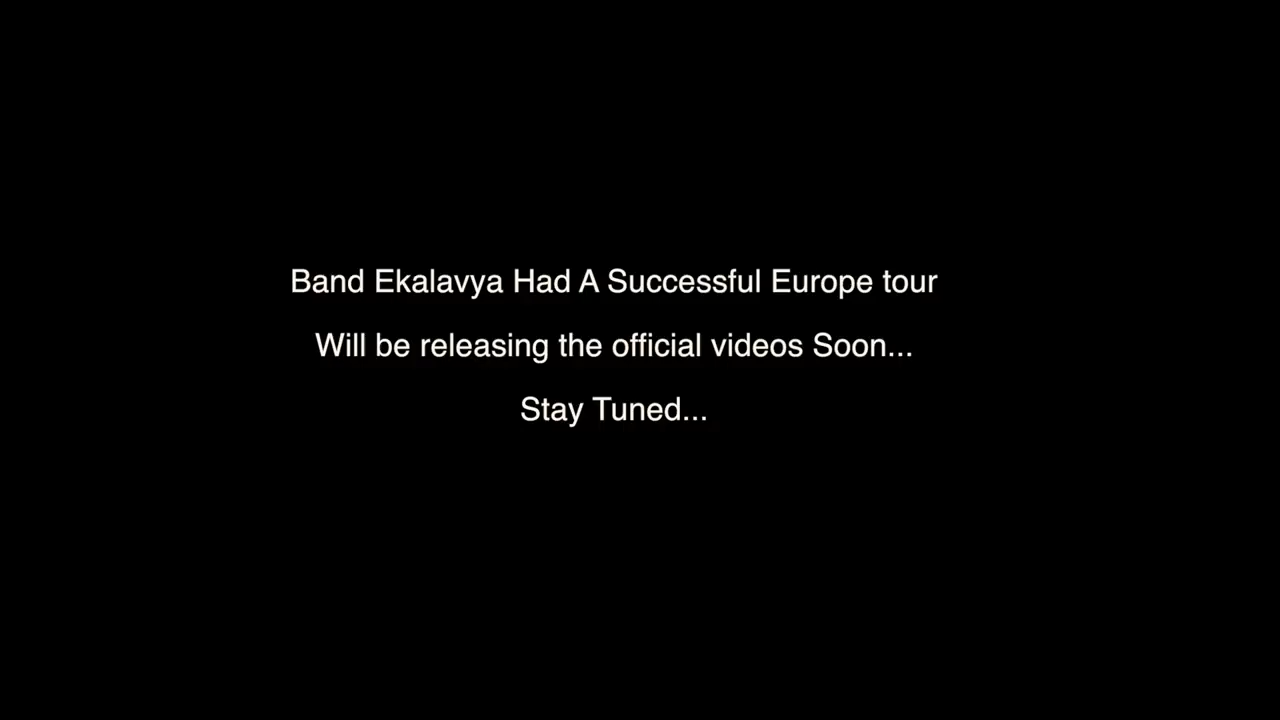 Band Ekalavya Had A Successful Europe tour
Will be releasing the official videos Soon...
Stay Tuned...